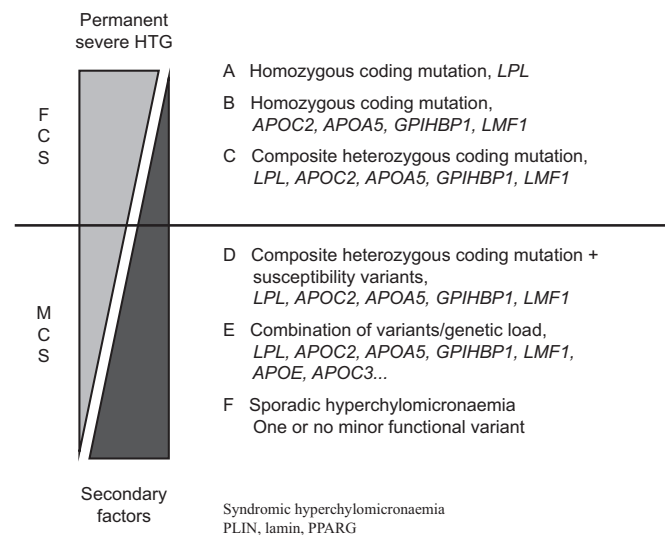 Permanent
severe HTG
F
C
S
A Homozygous coding mutation, LPL
B Homozygous coding mutation,
APOC2, APOA5, GPIHBP1, LMF1
C Composite heterozygous coding mutation,
LPL, APOC2, APOA5, GPIHBP1, LMF1
M
C
S
D Composite heterozygous coding mutation +
susceptibility variants,
LPL, APOC2, APOA5, GPIHBP1, LMF1
E Combination of variants/genetic load,
LPL, APOC2, APOA5, GPIHBP1, LMF1,
APOE, APOC3...
F Sporadic hyperchylomicronaemia
One or no minor functional variant
Secondary
factors
Syndromic hyperchylomicronaemia
PLIN, lamin, PPARG